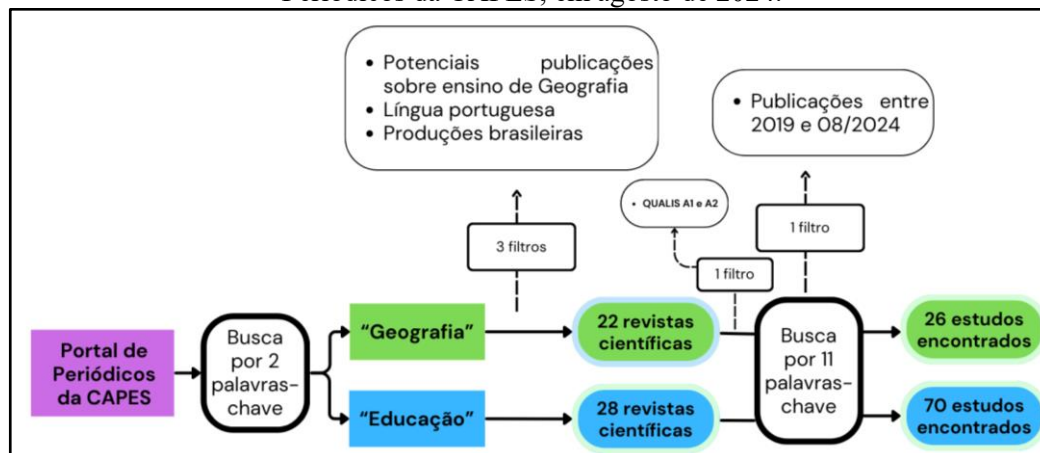 Periódicos da CAPES, em agosto de 2024.
• Potenciais publicações
sobre ensino de Geografia
• Língua portuguesa
• Produções brasileiras
• Publicações entre
2019 e 08/2024
• QUALIS A1 e A2
3 filtros
1 filtro
1 filtro
Portal de
Periódicos
da CAPES
Busca
por 2
palavras-
chave
“Geografia”
22 revistas
científicas
“Educação”
28 revistas
científicas
Busca
por 11
palavras-
chave
26 estudos
encontrados
70 estudos
encontrados